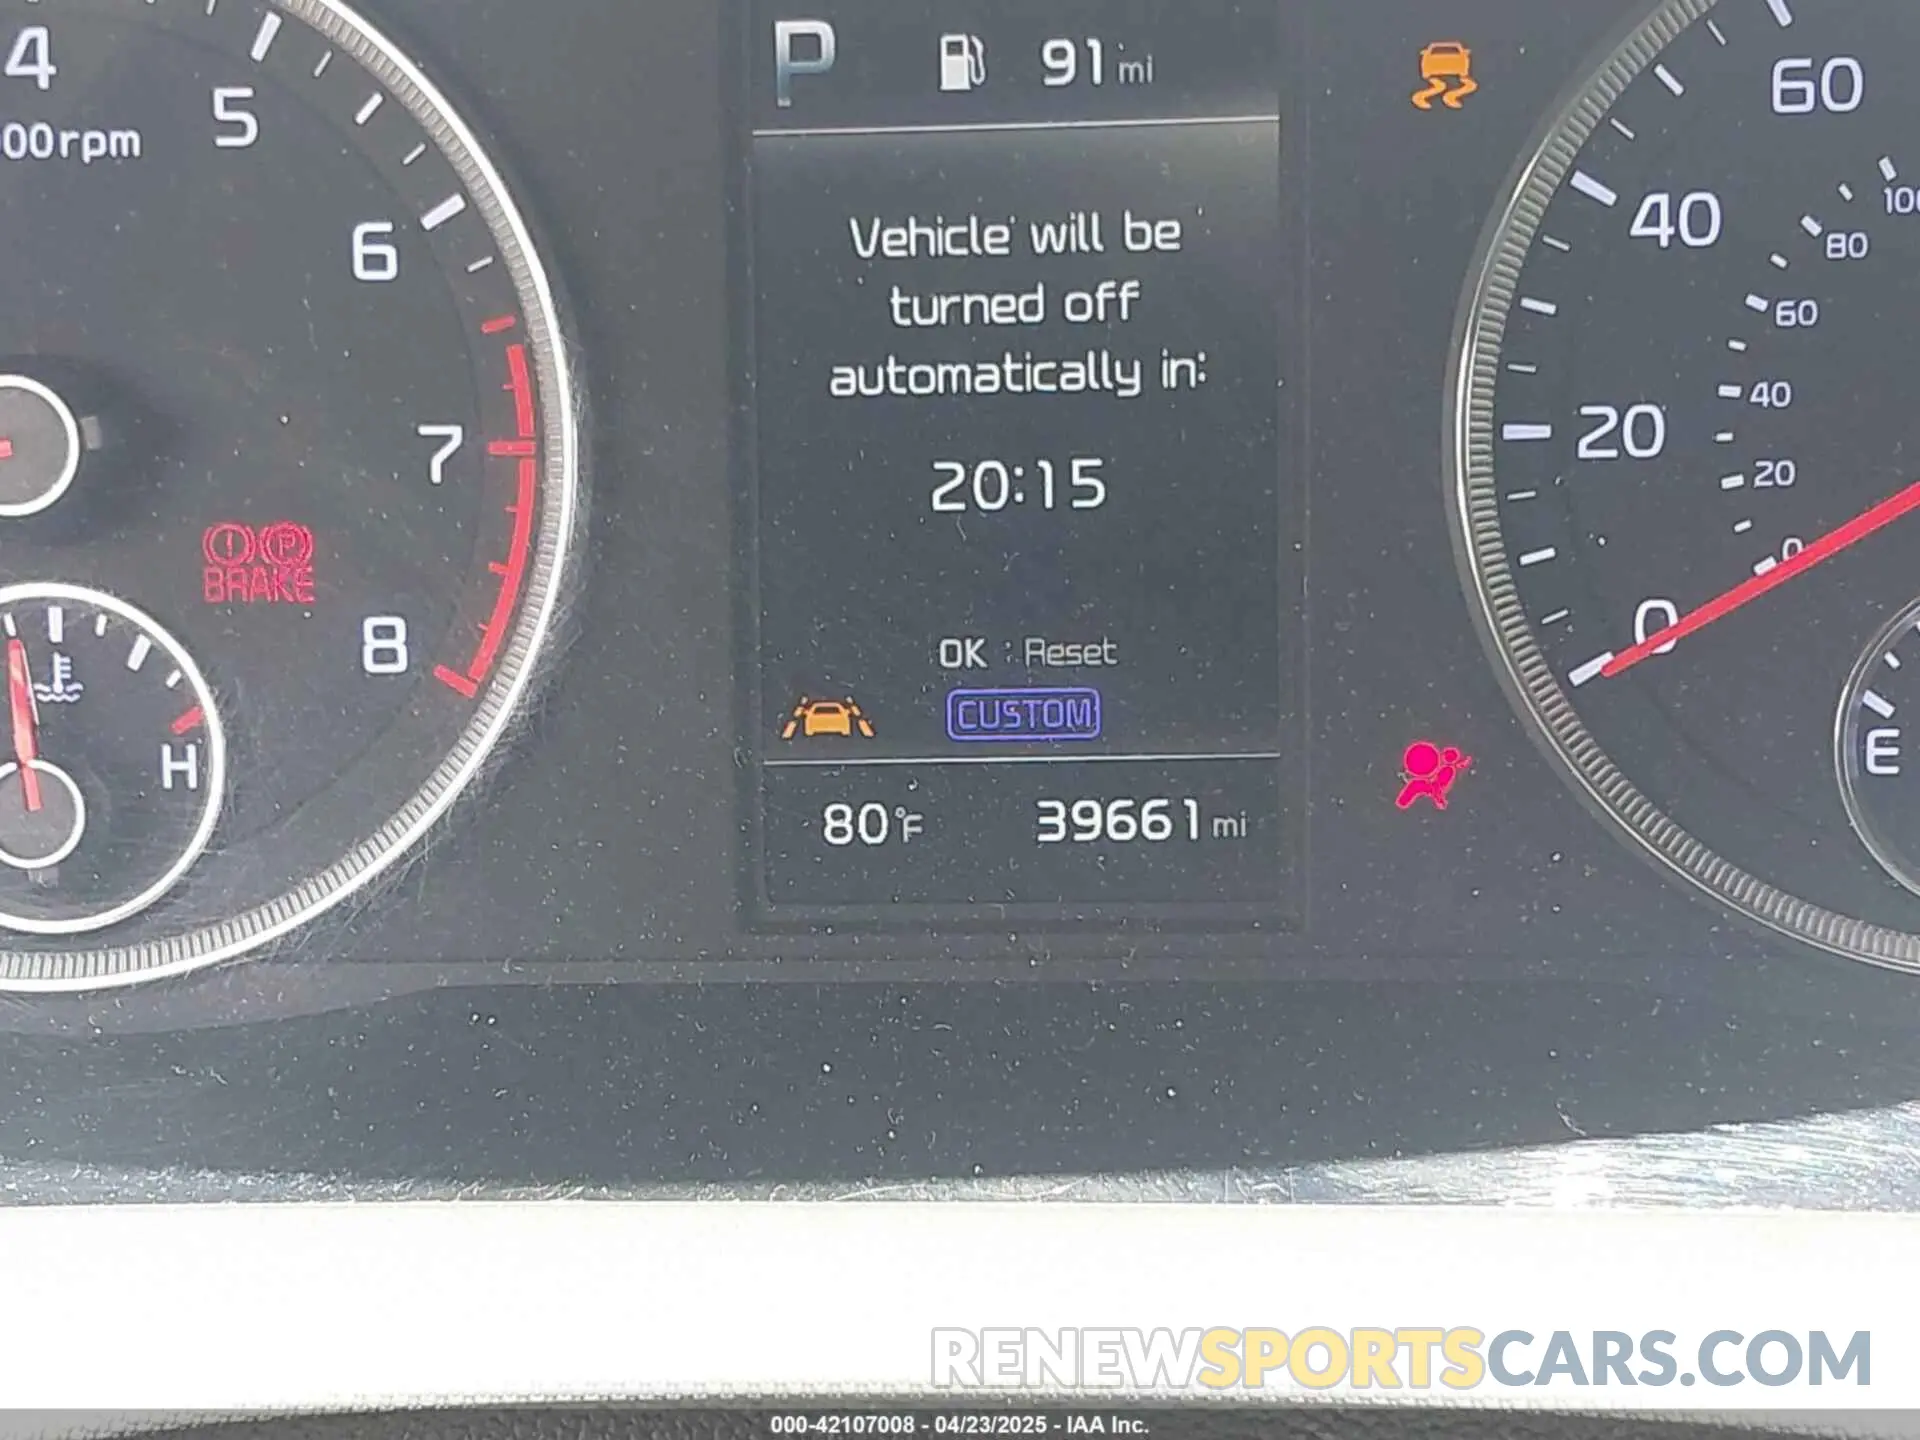 P 91 mi
4
5
6
7
8
00rpm
BRAKE
H
Vehicle will be
turned off
automatically in:
20:15
OK : Reset
CUSTOM
80°F 39661 mi
60
40
20
0
100
80
60
40
20
0
E
RENEWSPORTSCARS.COM
000-42107008 - 04/23/2025 - IAA Inc.